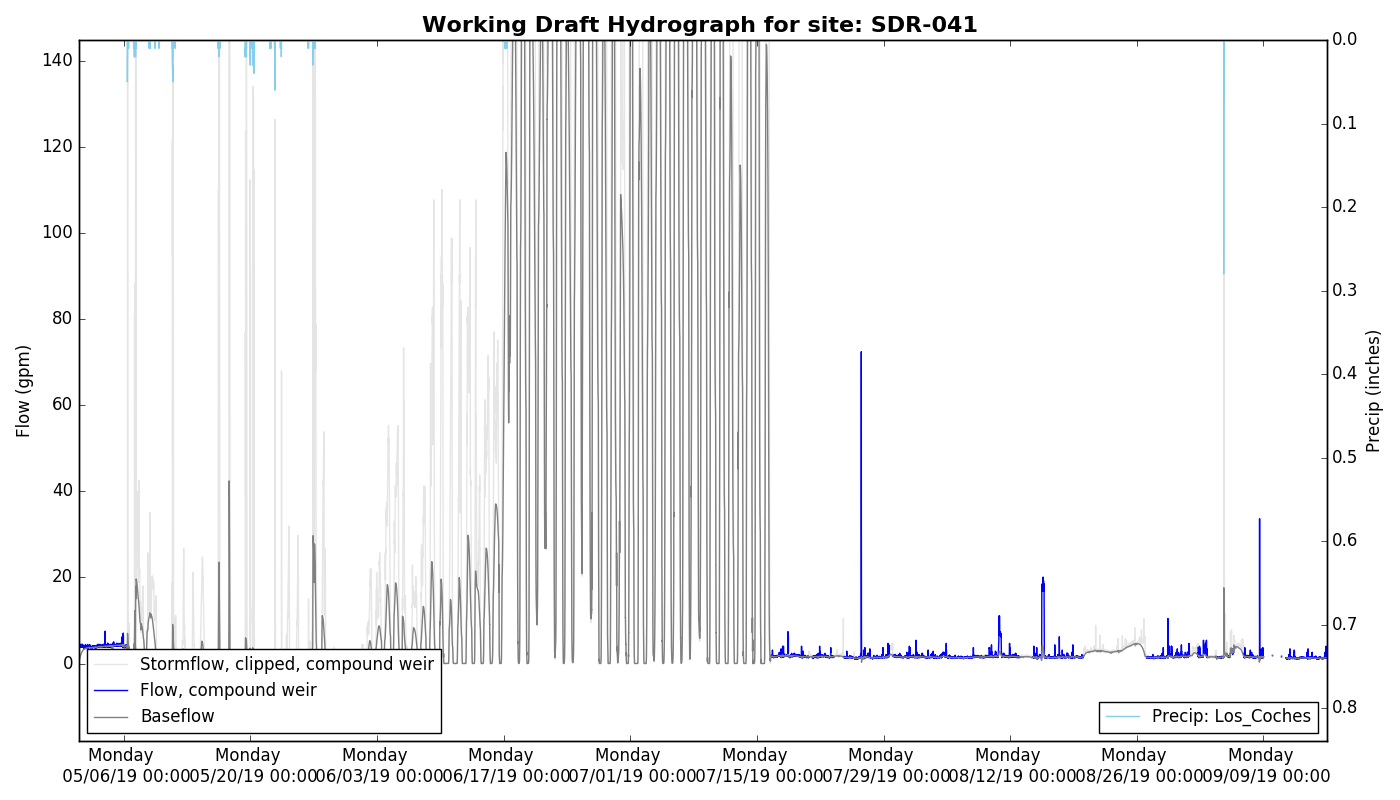 Working Draft Hydrograph for site: SDR-041
140
120
100
80
60
40
20
0
Flow (gpm)
0.0
0.1
0.2
0.3
0.4
0.5
0.6
0.7
0.8
Precip (inches)
Stormflow, clipped, compound weir
Flow, compound weir
Baseflow
Precip: Los_Coches
Monday Monday Monday Monday Monday Monday Monday Monday Monday Monday
05/06/19 00:00 05/20/19 00:00 06/03/19 00:00 06/17/19 00:00 07/01/19 00:00 07/15/19 00:00 07/29/19 00:00 08/12/19 00:00 08/26/19 00:00 09/09/19 00:00